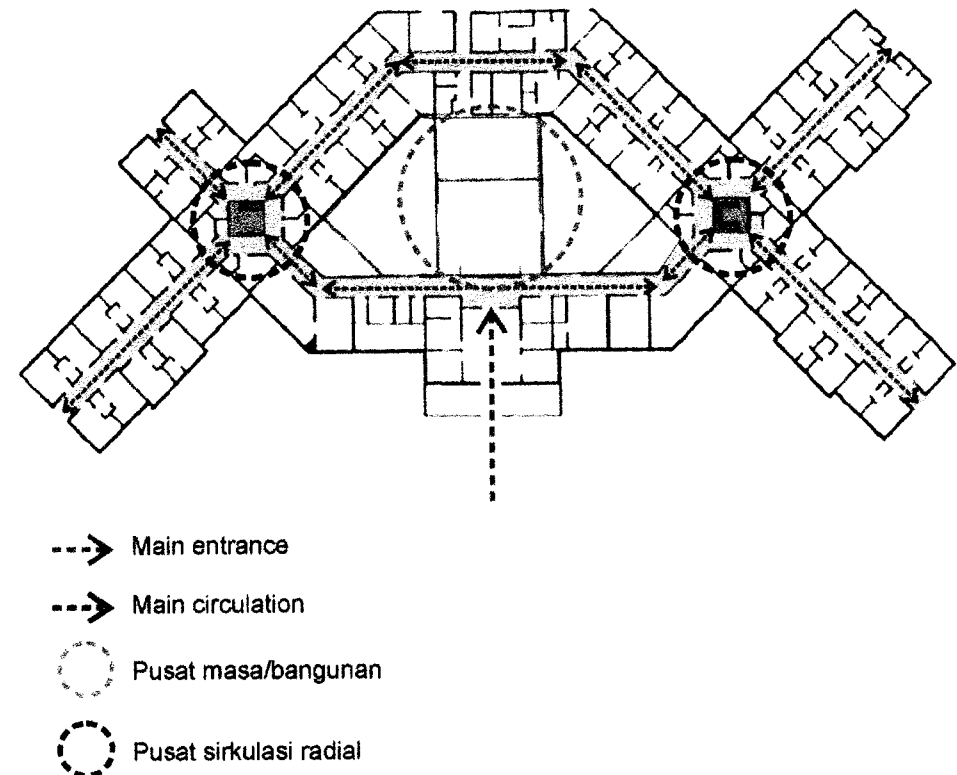 Main entrance
Main circulation
Pusat masa/bangunan
Pusat sirkulasi radial